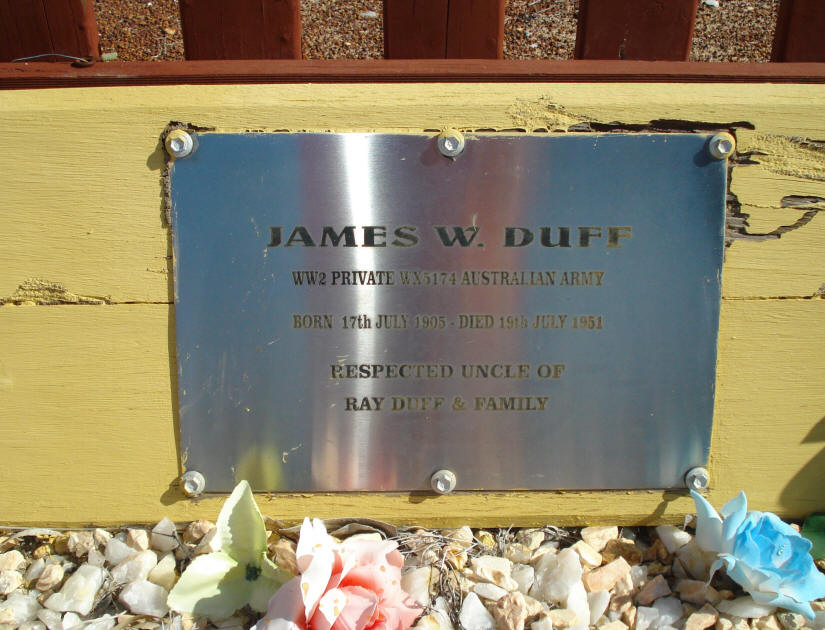 JAMES W. DUFF
WW2 PRIVATE WX5174 AUSTRALIAN ARMY
BORN 17th JULY 1905 - DIED 19th JULY 1951
RESPECTED UNCLE OF
RAY DUFF & FAMILY